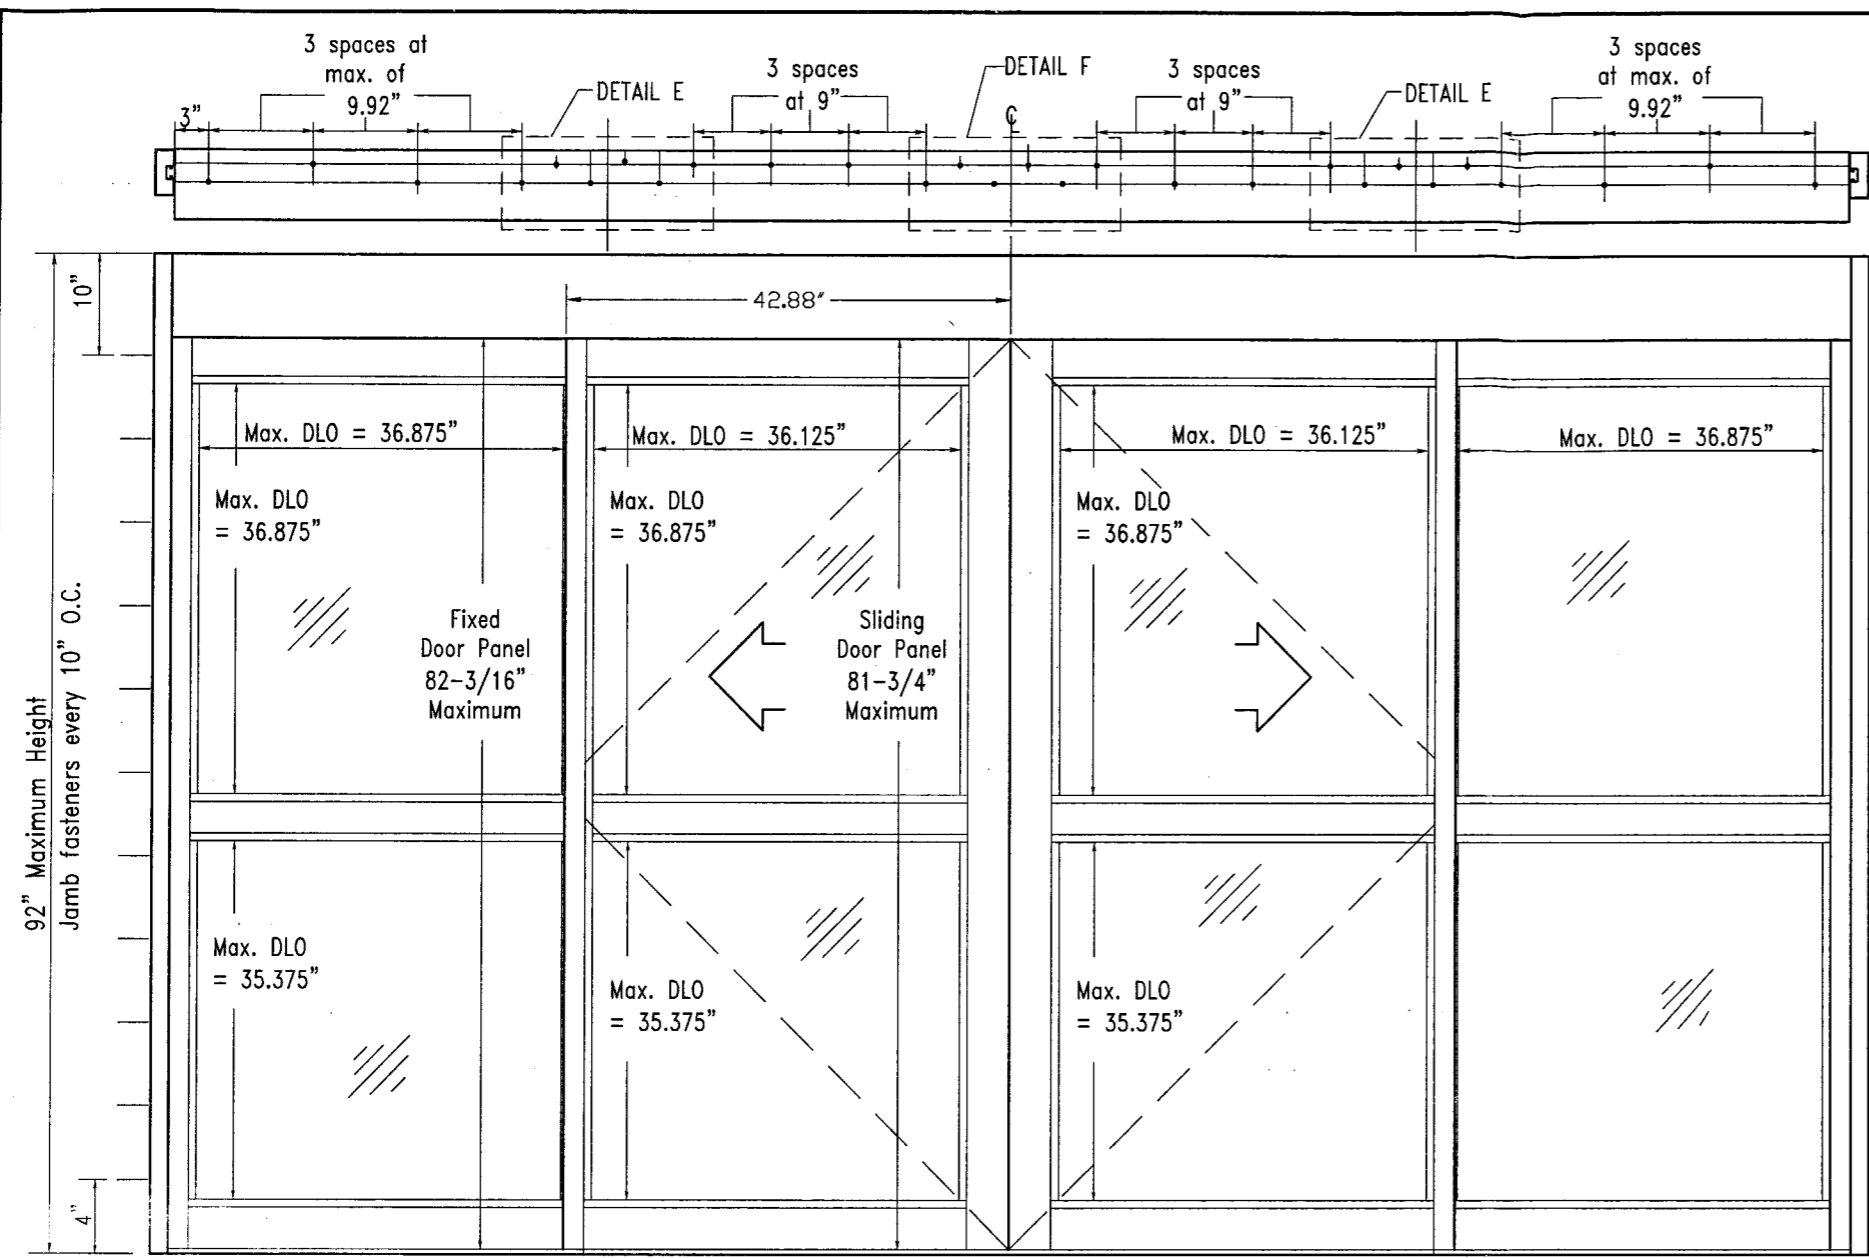 3 spaces at
max. of
9.92"
3"
DETAIL E
3 spaces
at 9"
DETAIL F
℄
3 spaces
at 9"
DETAIL E
3 spaces
at max. of
9.92"
10"
42.88"
Max. DLO = 36.875"
Max. DLO = 36.125"
Max. DLO = 36.125"
Max. DLO = 36.875"
Max. DLO
= 36.875"
Max. DLO
= 36.875"
Max. DLO
= 36.875"
Fixed
Door Panel
82-3/16"
Maximum
Sliding
Door Panel
81-3/4"
Maximum
92" Maximum Height
Jamb fasteners every 10" O.C.
Max. DLO
= 35.375"
Max. DLO
= 35.375"
Max. DLO
= 35.375"
4"